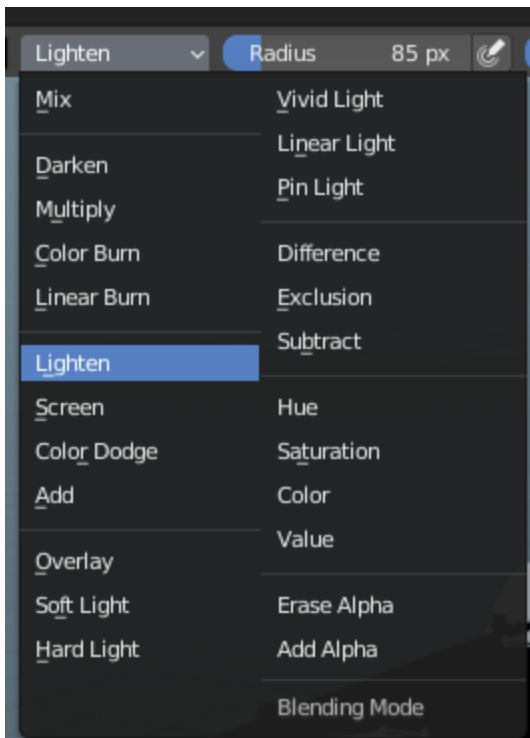 Lighten
Radius 85 px
Mix
Darken
Multiply
Color Burn
Linear Burn
Lighten
Screen
Color Dodge
Add
Overlay
Soft Light
Hard Light
Vivid Light
Linear Light
Pin Light
Difference
Exclusion
Subtract
Hue
Saturation
Color
Value
Erase Alpha
Add Alpha
Blending Mode